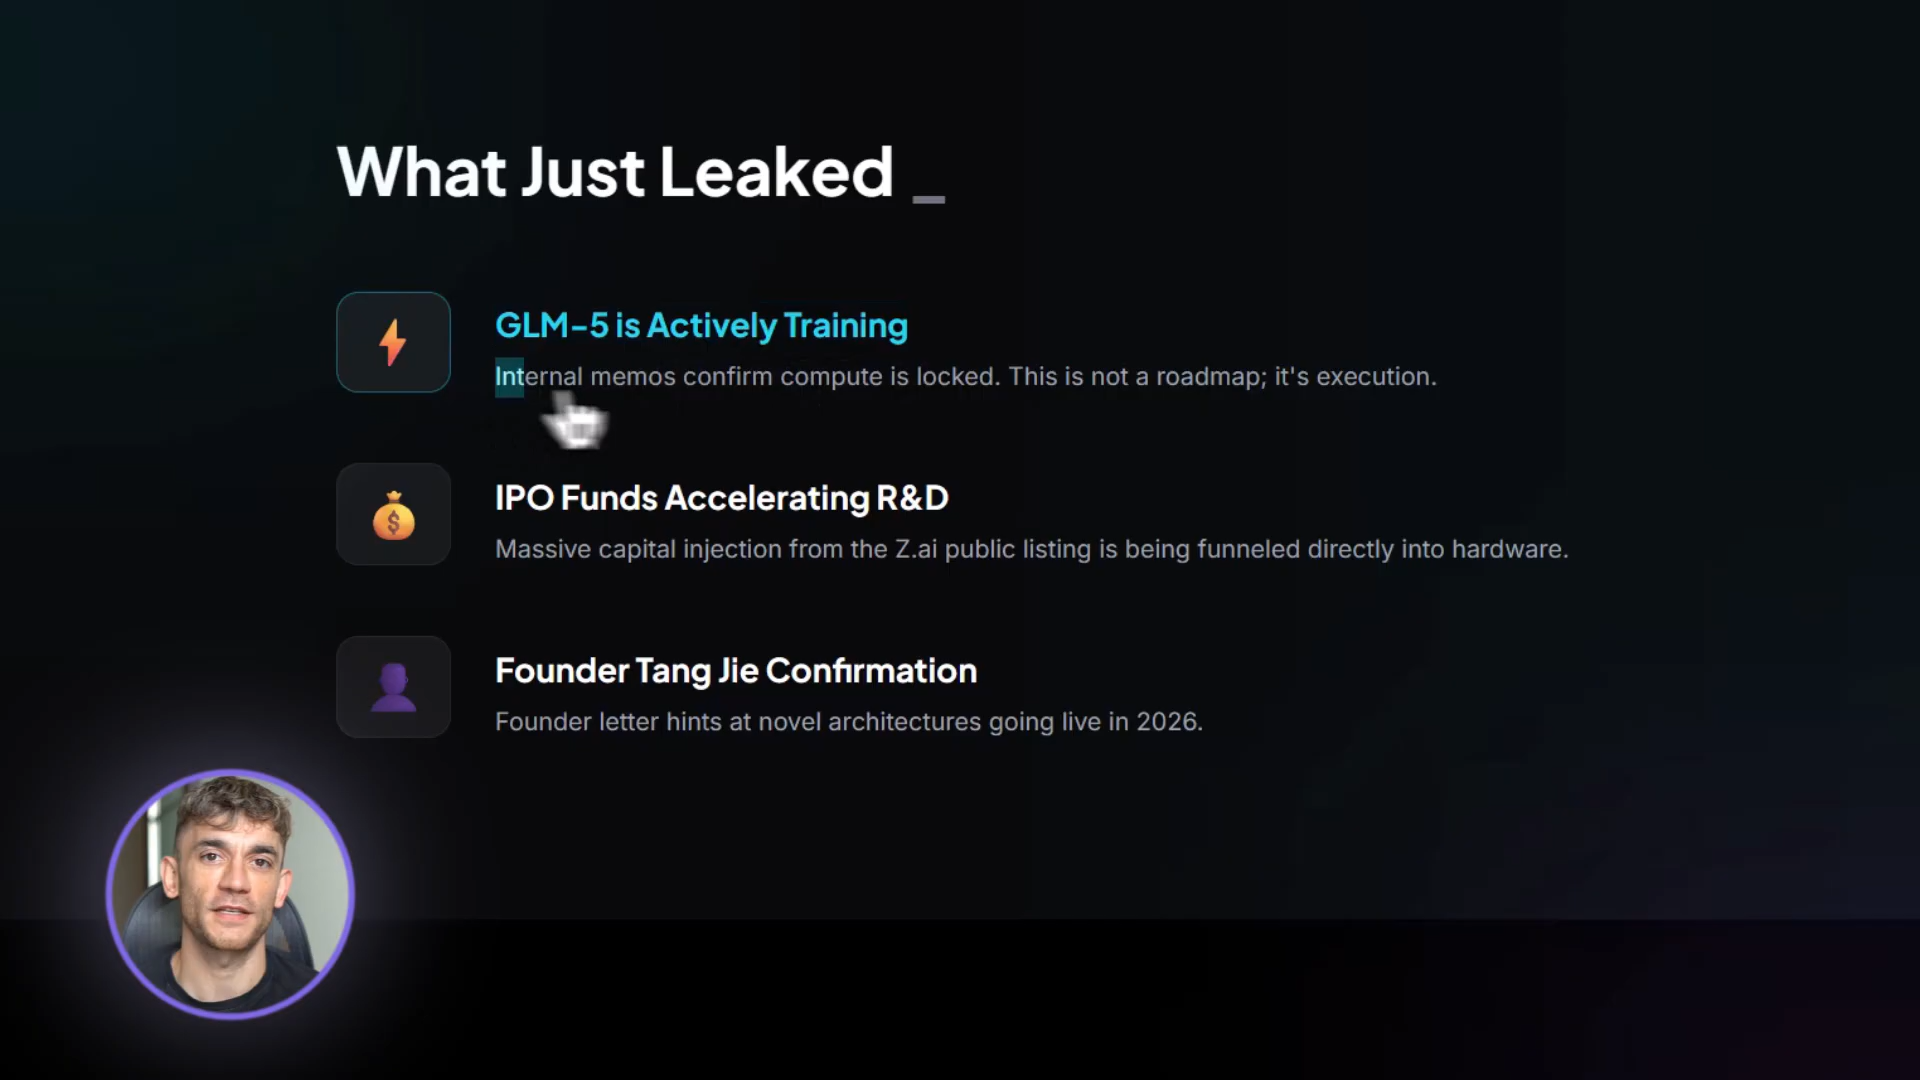 What Just Leaked _
GLM-5 is Actively Training
Internal memos confirm compute is locked. This is not a roadmap; it's execution.
IPO Funds Accelerating R&D
Massive capital injection from the Z.ai public listing is being funneled directly into hardware.
Founder Tang Jie Confirmation
Founder letter hints at novel architectures going live in 2026.